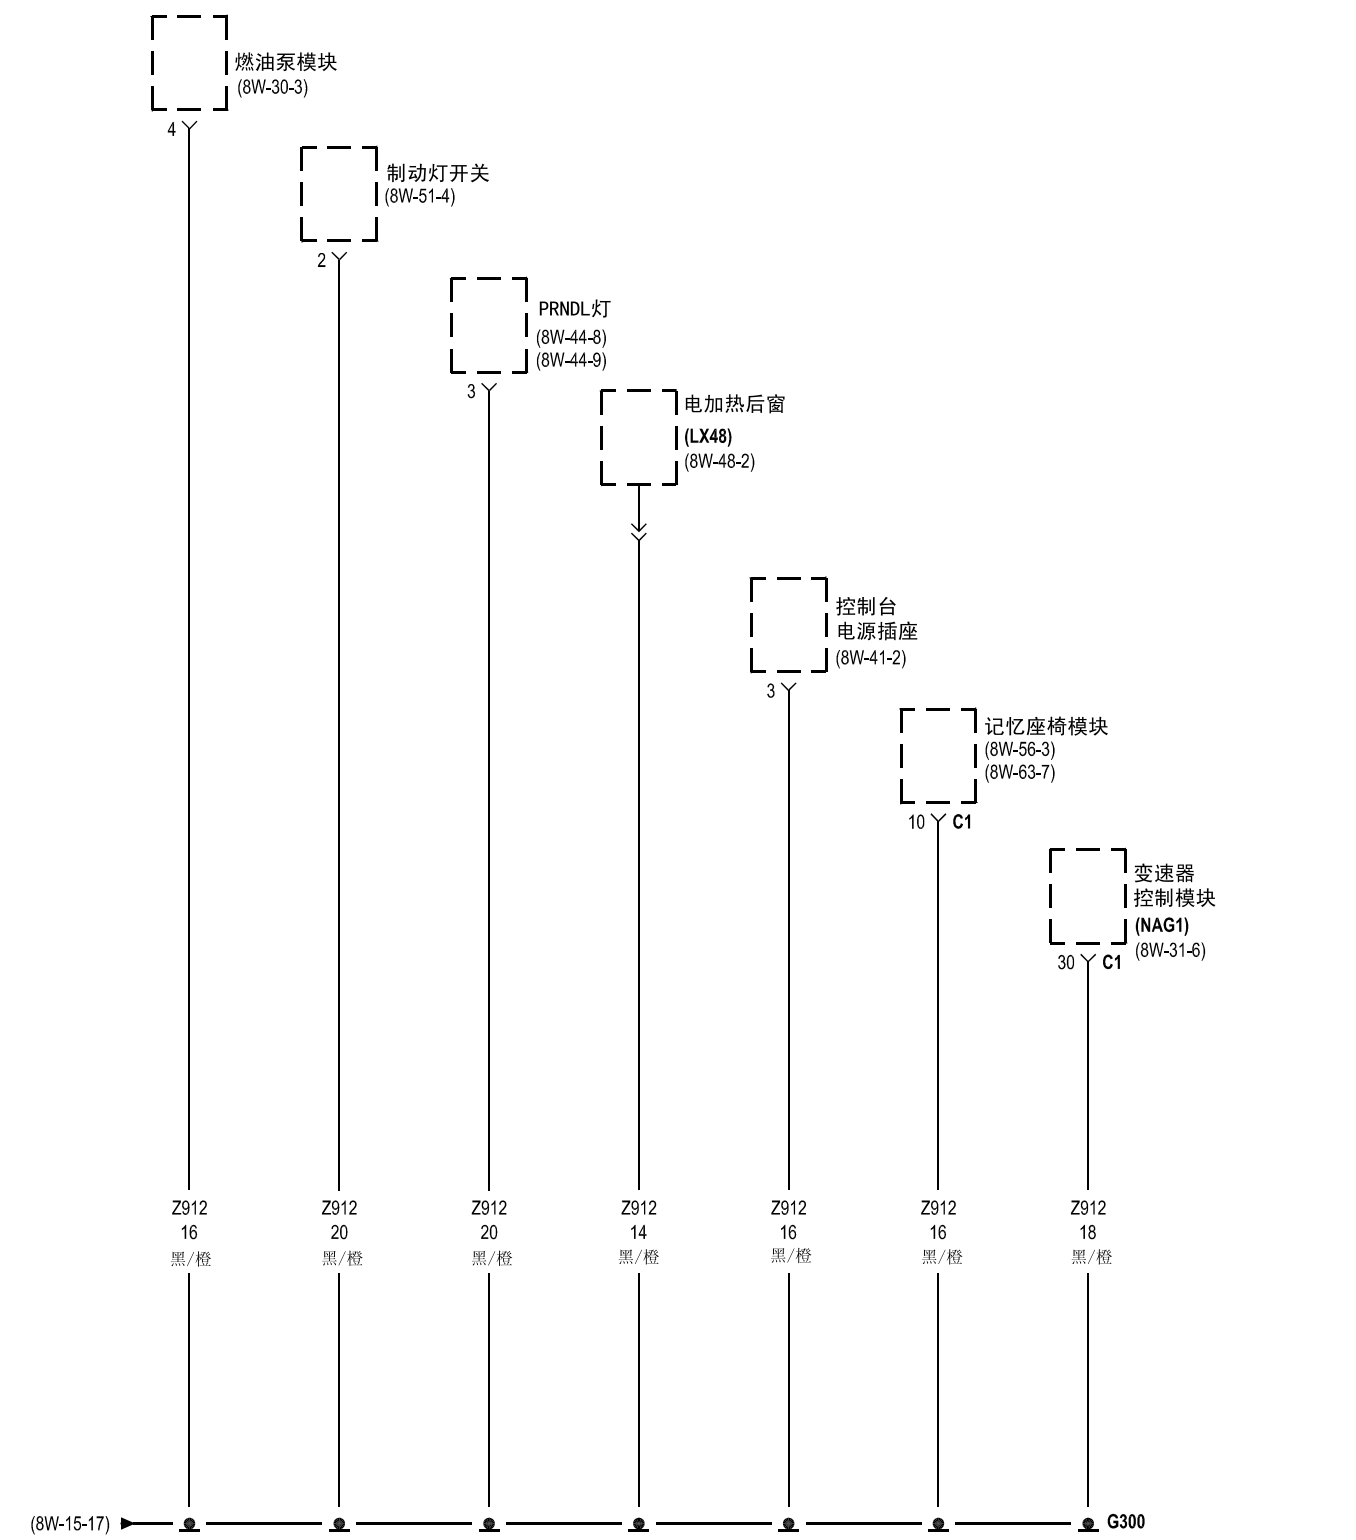 燃油泵模块
(8W-30-3)
4
制动灯开关
(8W-51-4)
2
PRNDL灯
(8W-44-8)
(8W-44-9)
3
电加热后窗
(LX48)
(8W-48-2)
控制台
电源插座
(8W-41-2)
3
记忆座椅模块
(8W-56-3)
(8W-63-7)
10 C1
变速器
控制模块
(NAG1)
(8W-31-6)
30 C1
Z912 Z912 Z912 Z912 Z912 Z912 Z912
16 20 20 14 16 16 18
黑/橙 黑/橙 黑/橙 黑/橙 黑/橙 黑/橙 黑/橙
(8W-15-17) G300